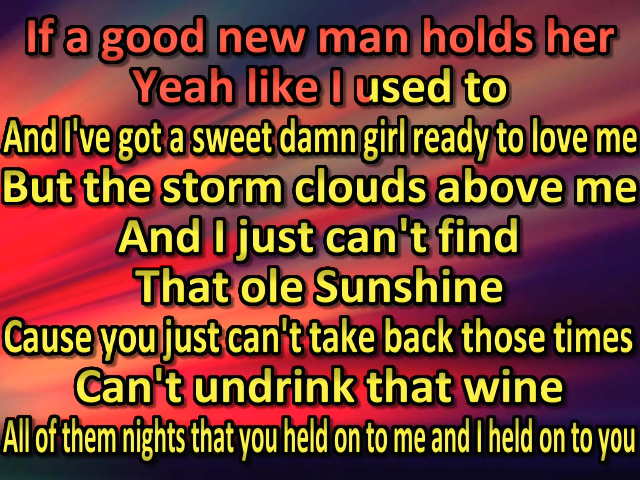 If a good new man holds her
Yeah like I used to
And I've got a sweet damn girl ready to love me
But the storm clouds above me
And I just can't find
That ole Sunshine
Cause you just can't take back those times
Can't undrink that wine
All of them nights that you held on to me and I held on to you